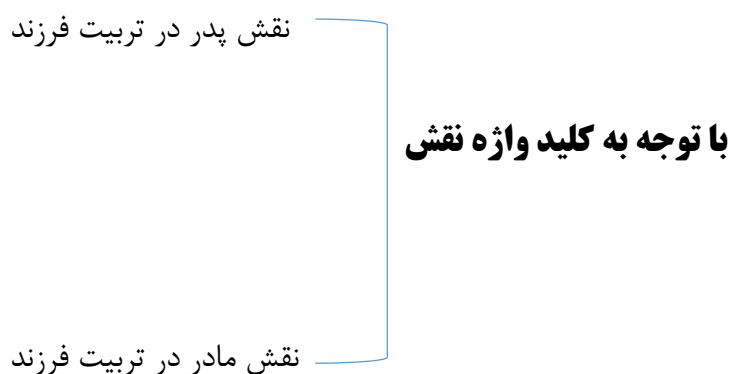 نقش پدر در تربیت فرزند
با توجه به کلید واژه نقش
نقش مادر در تربیت فرزند